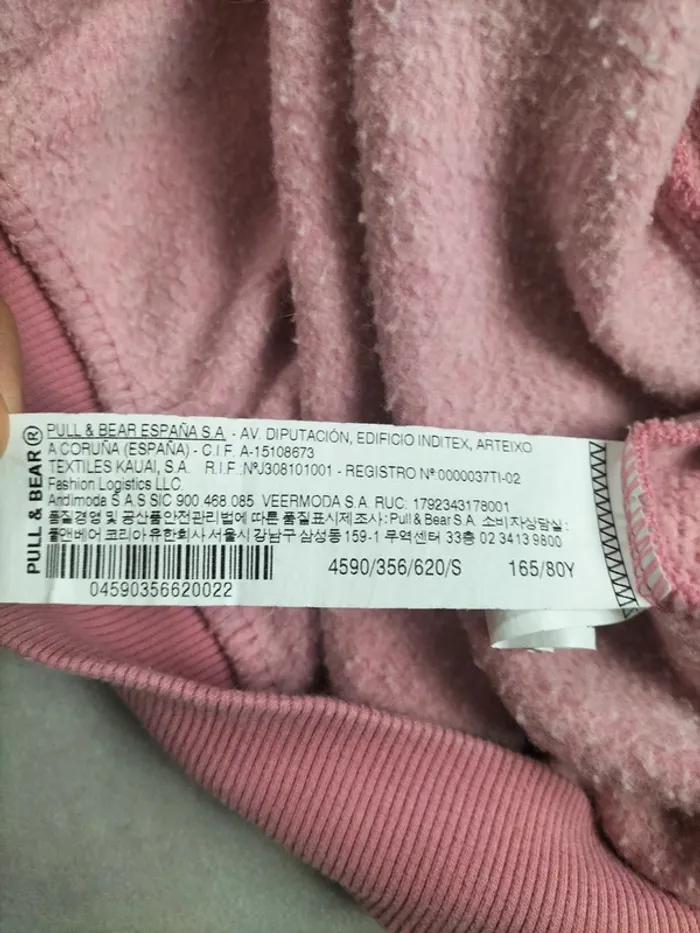 PULL & BEAR ®
PULL & BEAR ESPAÑA S.A. - AV. DIPUTACIÓN, EDIFICIO INDITEX, ARTEIXO
A CORUÑA (ESPAÑA) - C.I.F. A-15108673
TEXTILES KAUAI, S.A. R.I.F.:NºJ308101001 - REGISTRO Nº:0000037TI-02
Fashion Logistics LLC.
Andimoda S.A.S SIC 900 468 085 VEERMODA S.A. RUC: 1792343178001
품질경영 및 공산품안전관리법에 따른 품질표시제조사: Pull & Bear S.A. 소비자상담실:
풀앤베어 코리아유한회사 서울시 강남구 삼성동 159-1 무역센터 33층 02 3413 9800
04590356620022
4590/356/620/S
165/80Y